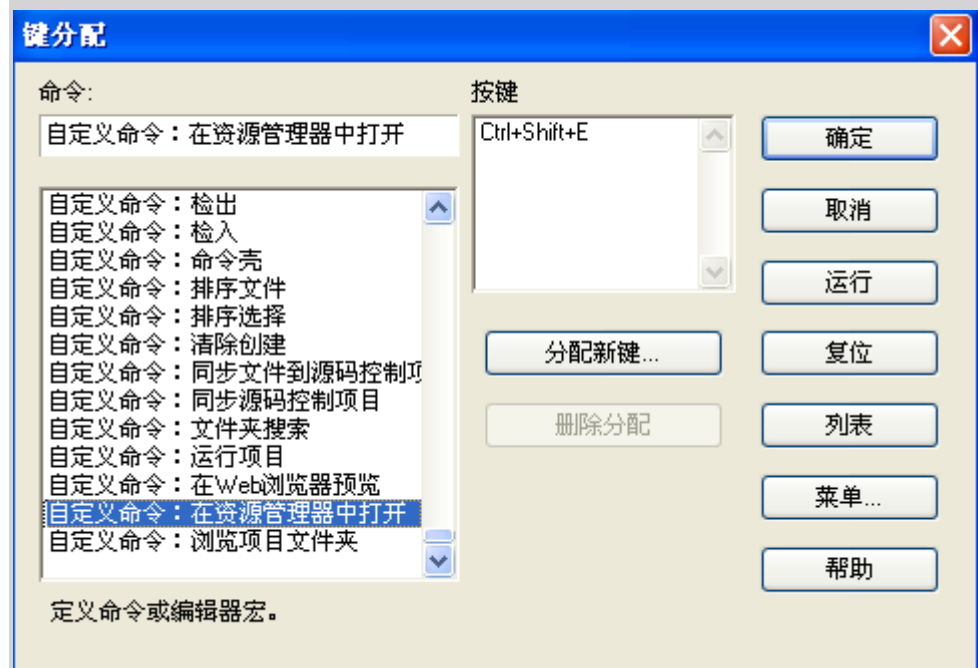 键分配
命令:
按键
自定义命令：在资源管理器中打开
Ctrl+Shift+E
确定
自定义命令：检出
自定义命令：检入
自定义命令：命令壳
自定义命令：排序文件
自定义命令：排序选择
自定义命令：清除创建
自定义命令：同步文件到源码控制项
自定义命令：同步源码控制项目
自定义命令：文件夹搜索
自定义命令：运行项目
自定义命令：在Web浏览器预览
自定义命令：在资源管理器中打开
自定义命令：浏览项目文件夹
取消
运行
分配新键...
复位
删除分配
列表
菜单...
帮助
定义命令或编辑器宏。